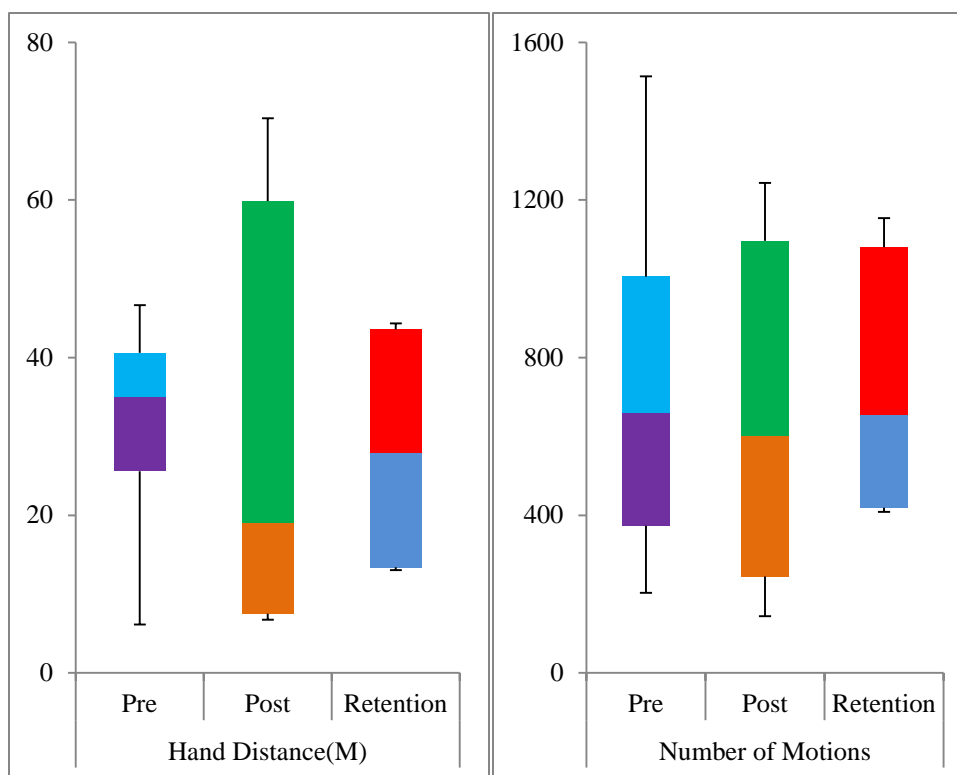 80
60
40
20
0
Pre Post Retention
Hand Distance(M)
1600
1200
800
400
0
Pre Post Retention
Number of Motions